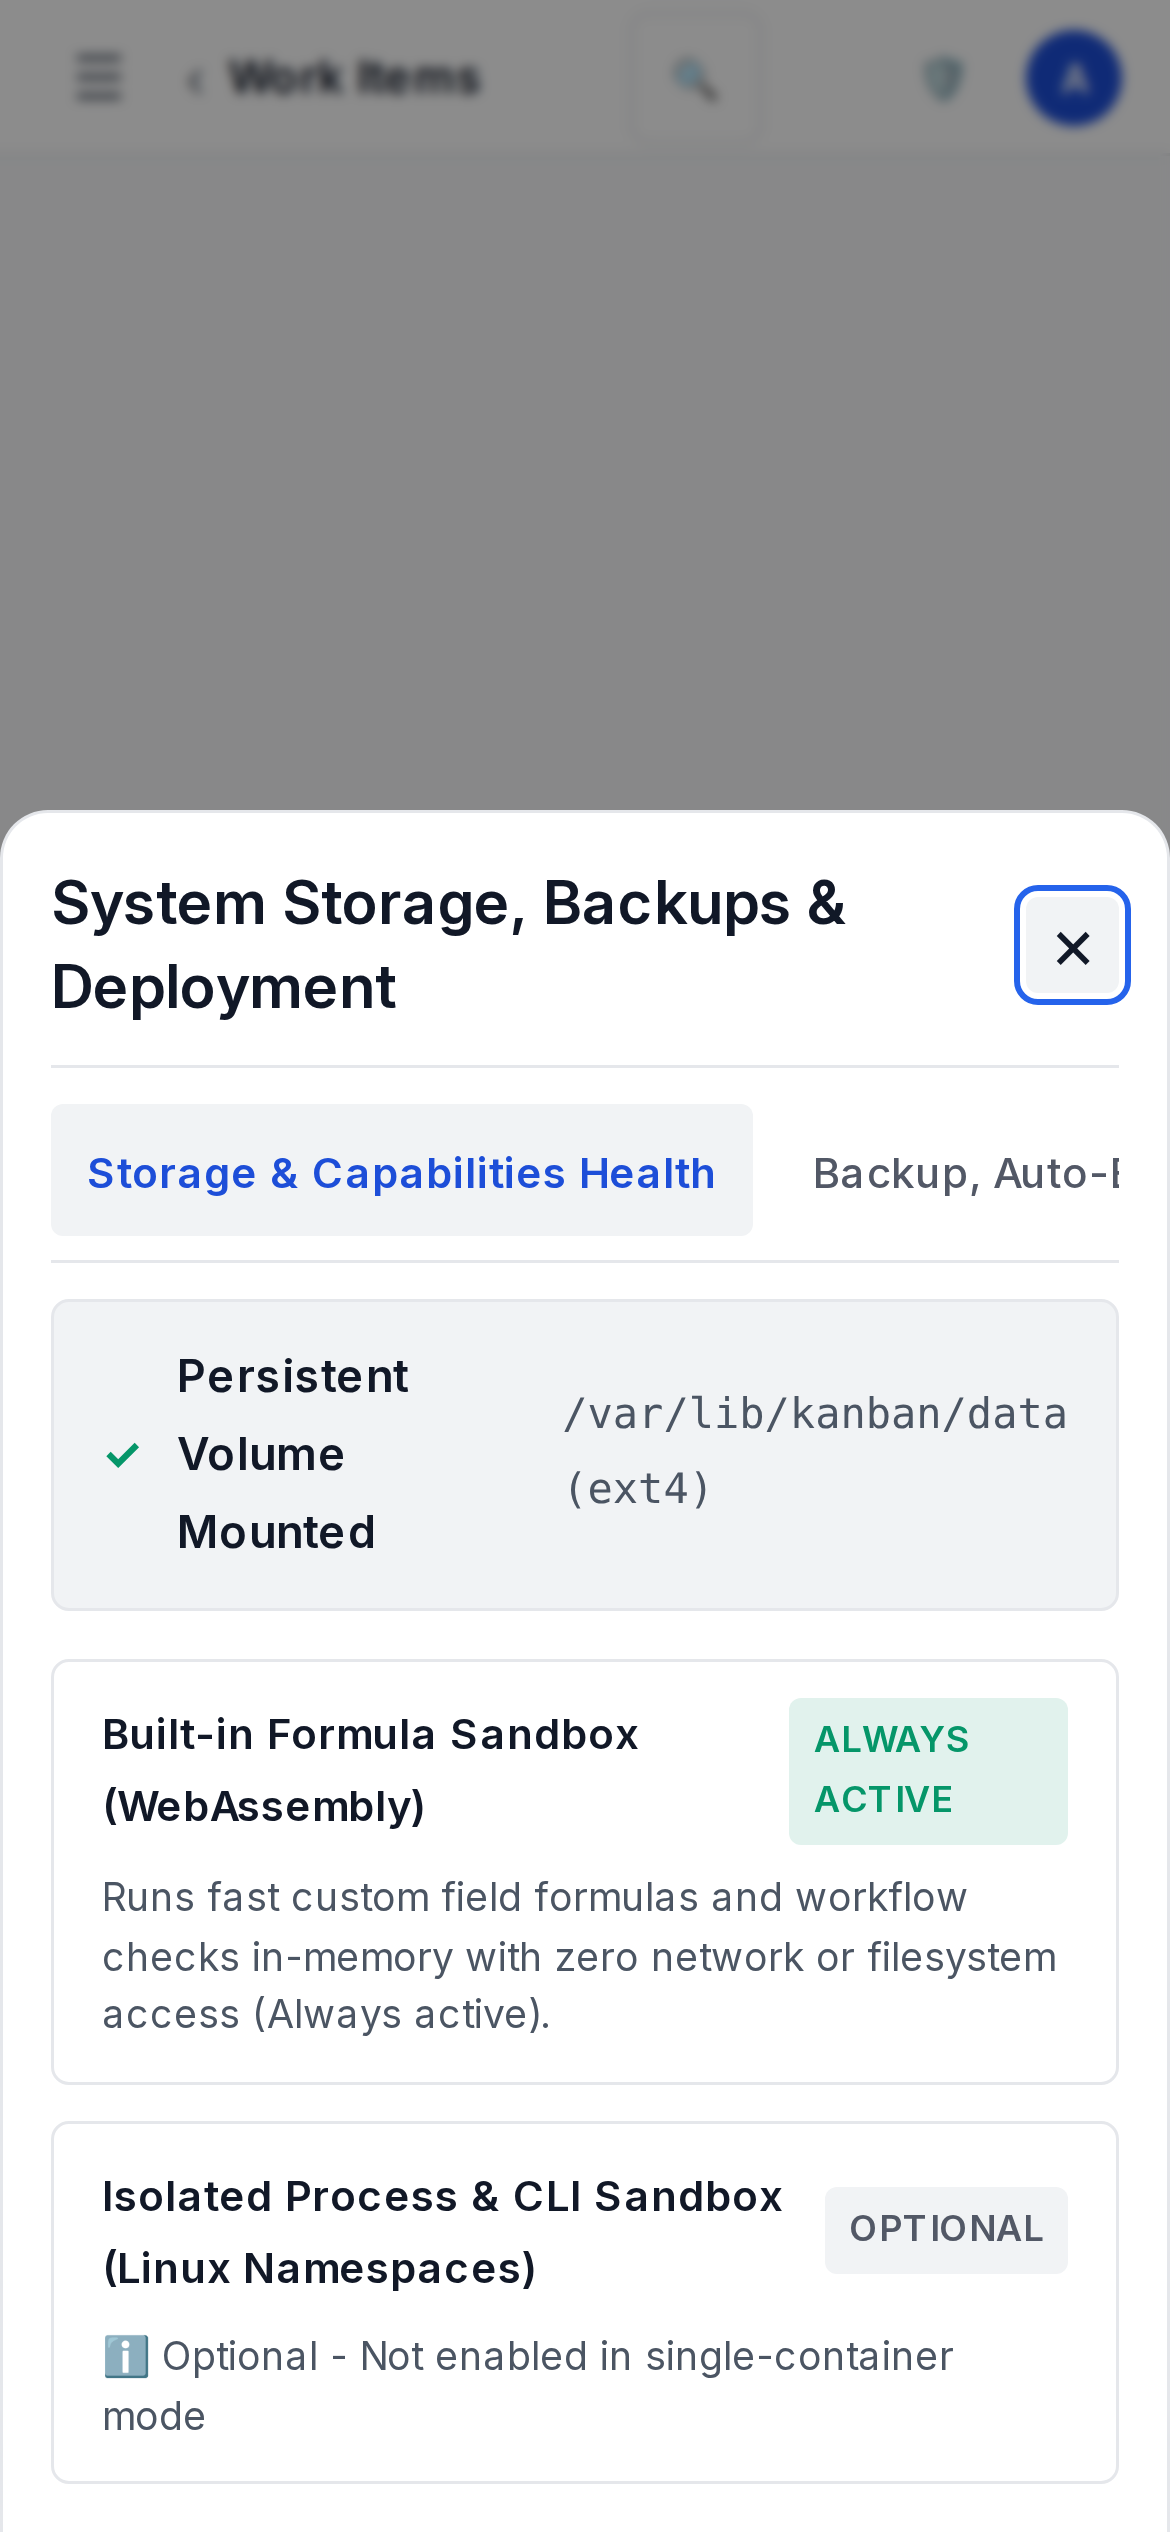 ‹ Work Items
A
System Storage, Backups &
Deployment
Storage & Capabilities Health
Backup, Auto-
Persistent
Volume
Mounted
/var/lib/kanban/data
(ext4)
Built-in Formula Sandbox
(WebAssembly)
ALWAYS
ACTIVE
Runs fast custom field formulas and workflow
checks in-memory with zero network or filesystem
access (Always active).
Isolated Process & CLI Sandbox
(Linux Namespaces)
OPTIONAL
ℹ️ Optional - Not enabled in single-container
mode